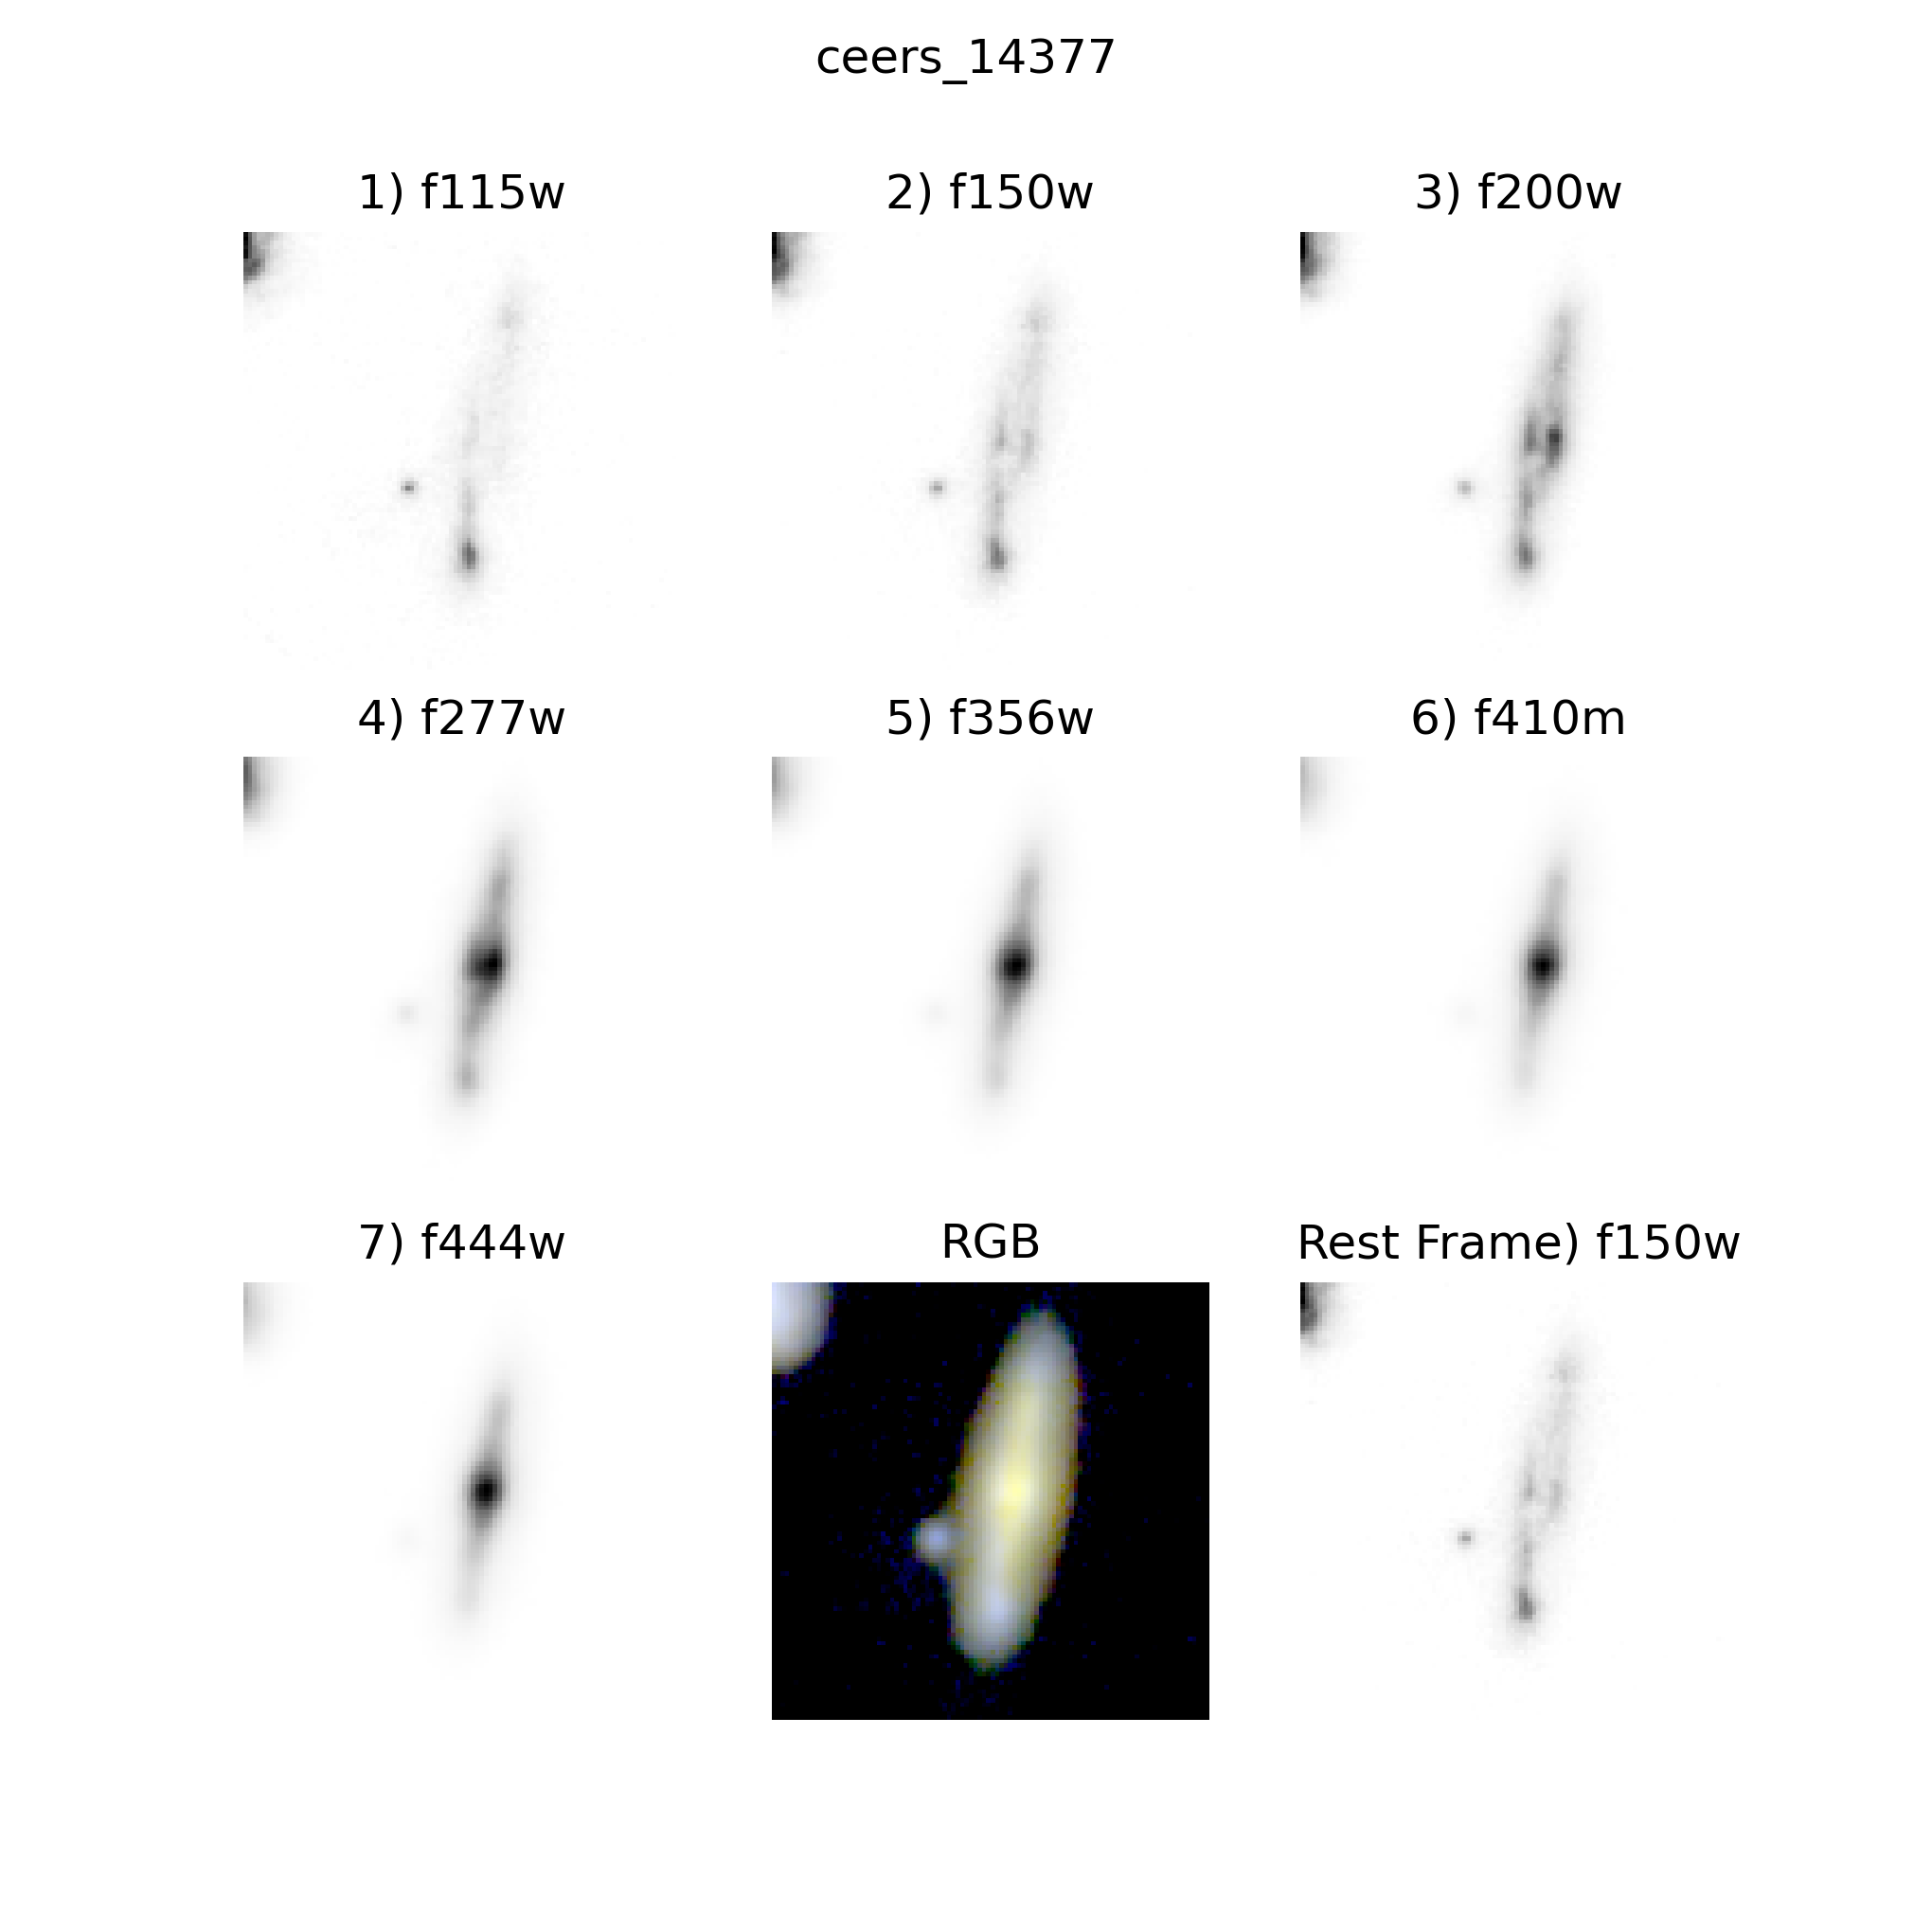 ceers_14377
1) f115w
2) f150w
3) f200w
4) f277w
5) f356w
6) f410m
7) f444w
RGB
Rest Frame) f150w